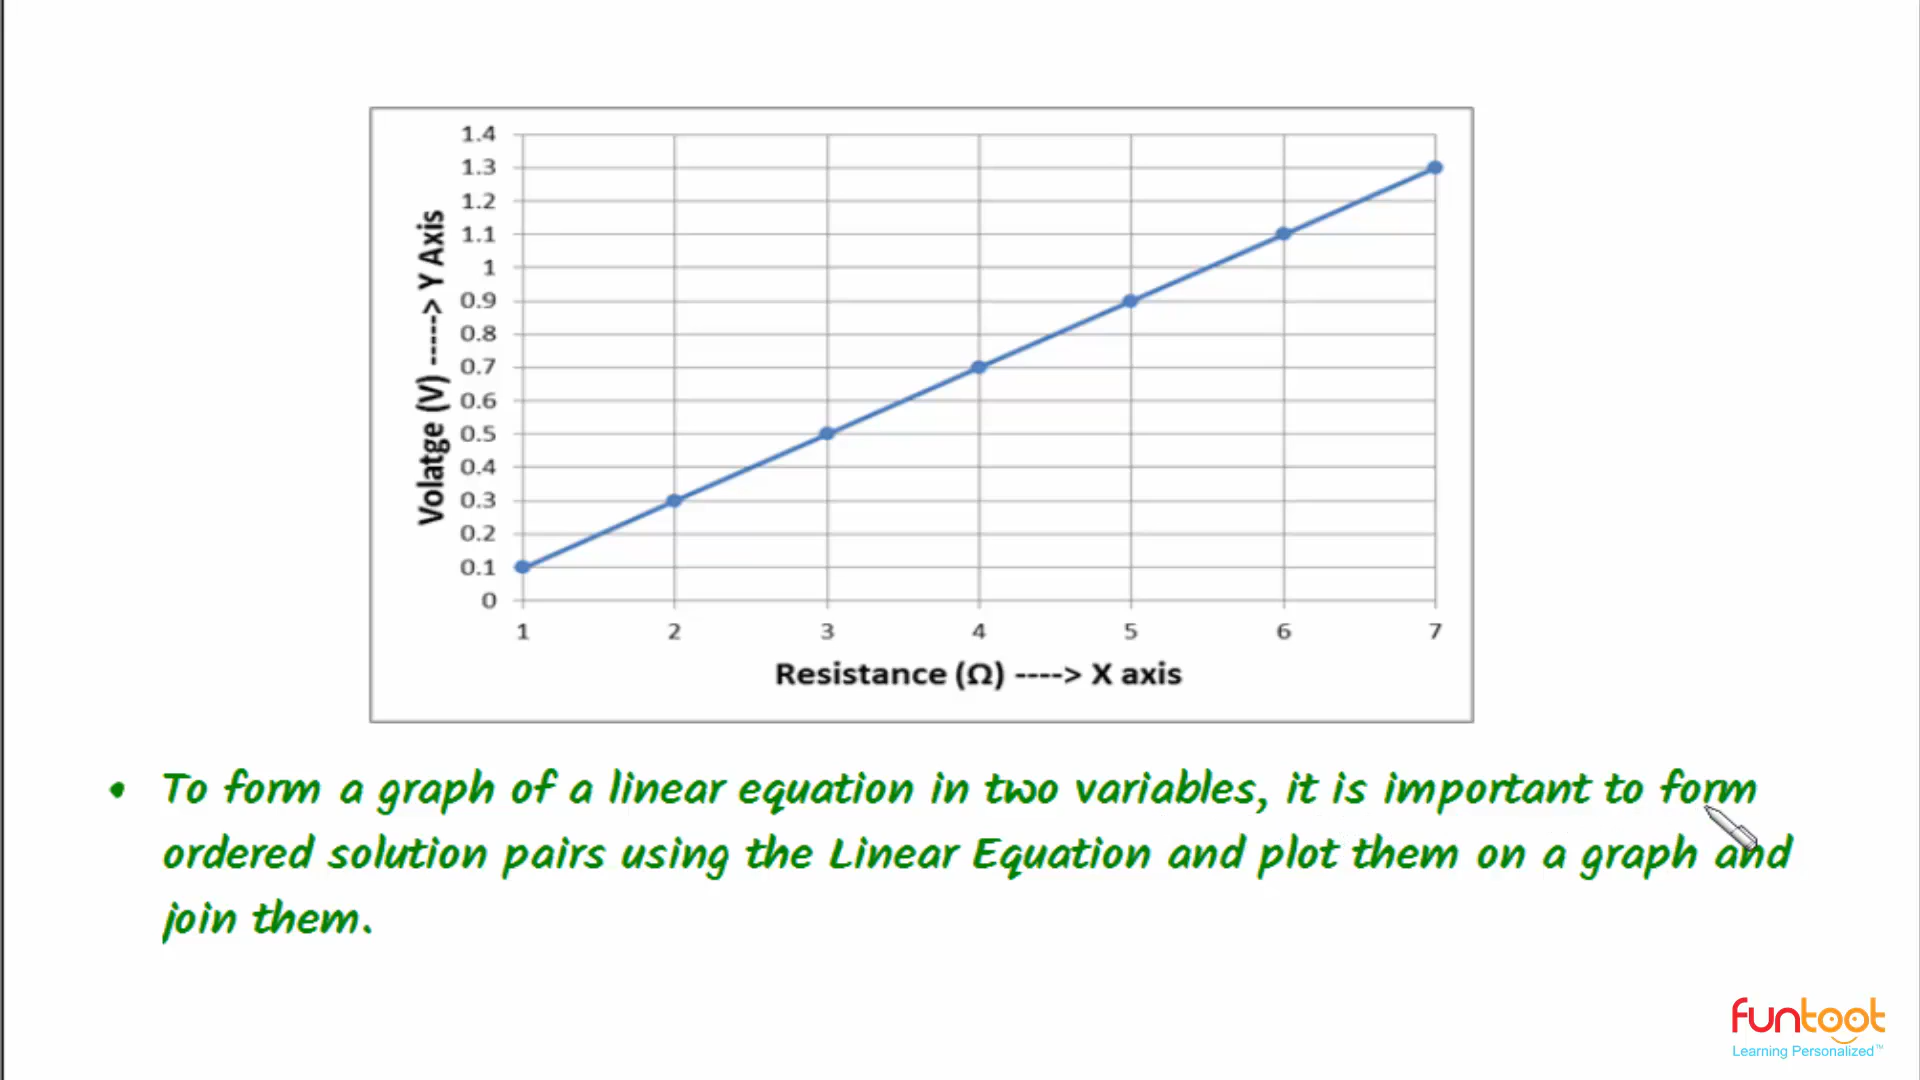 1.4
1.3
1.2
1.1
1
0.9
0.8
0.7
0.6
0.5
0.4
0.3
0.2
0.1
0
Volatge (V) -----> Y Axis
1 2 3 4 5 6 7
Resistance (Ω) ----> X axis
• To form a graph of a linear equation in two variables, it is important to form
ordered solution pairs using the Linear Equation and plot them on a graph and
join them.
funtoot
Learning Personalized™